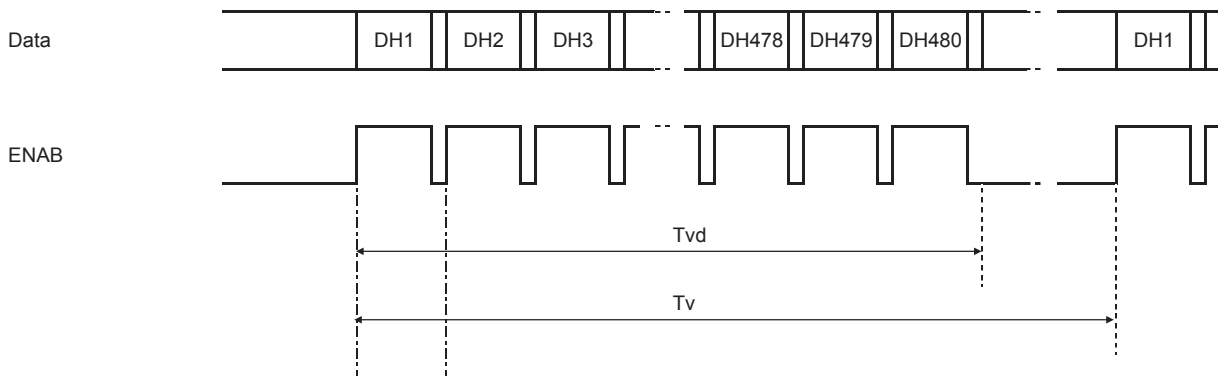 Data DH1 DH2 DH3 DH478 DH479 DH480 DH1
ENAB
Tvd
Tv